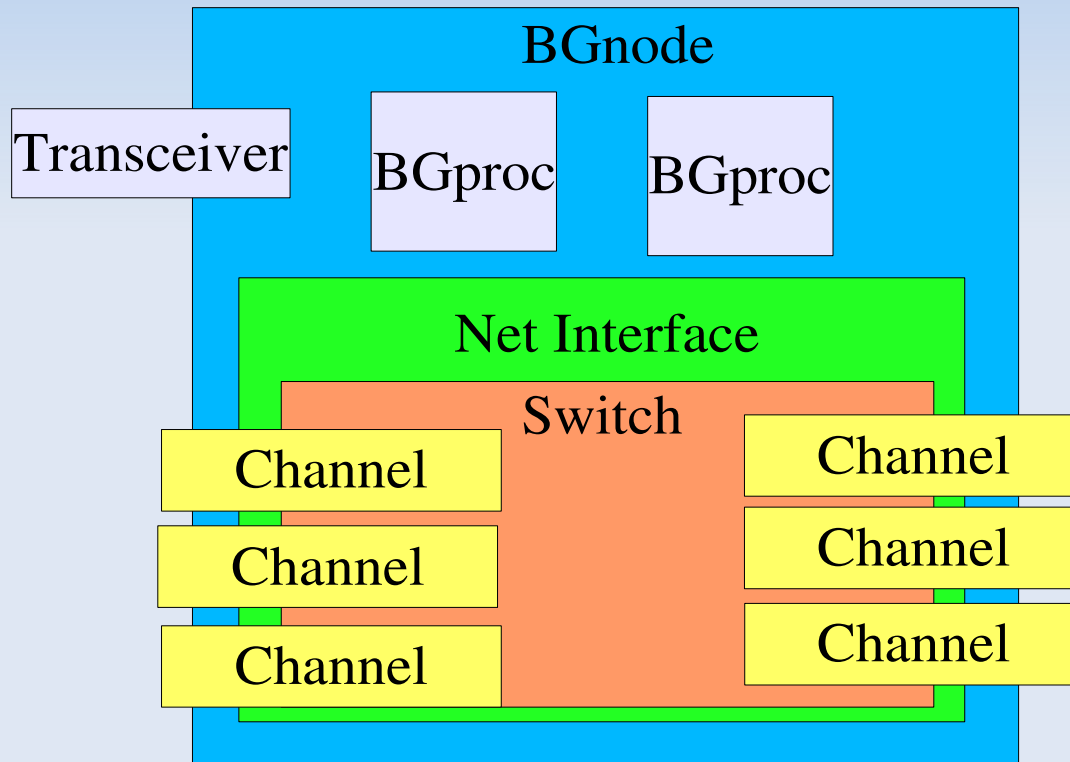 BGnode
Transceiver
BGproc
BGproc
Net Interface
Switch
Channel
Channel
Channel
Channel
Channel
Channel